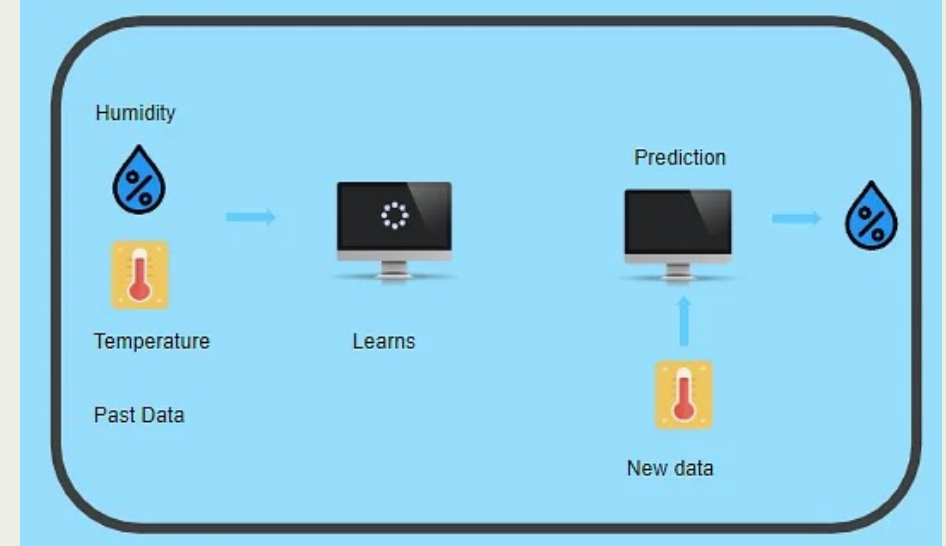 Humidity
Prediction
Temperature
Learns
Past Data
New data